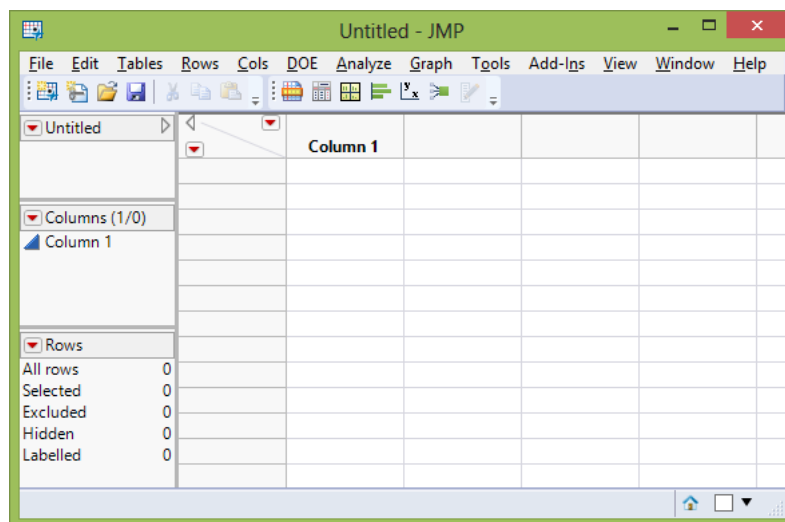 Untitled - JMP
File Edit Tables Rows Cols DOE Analyze Graph Tools Add-Ins View Window Help
Untitled
Column 1
Columns (1/0)
Column 1
Rows
All rows 0
Selected 0
Excluded 0
Hidden 0
Labelled 0